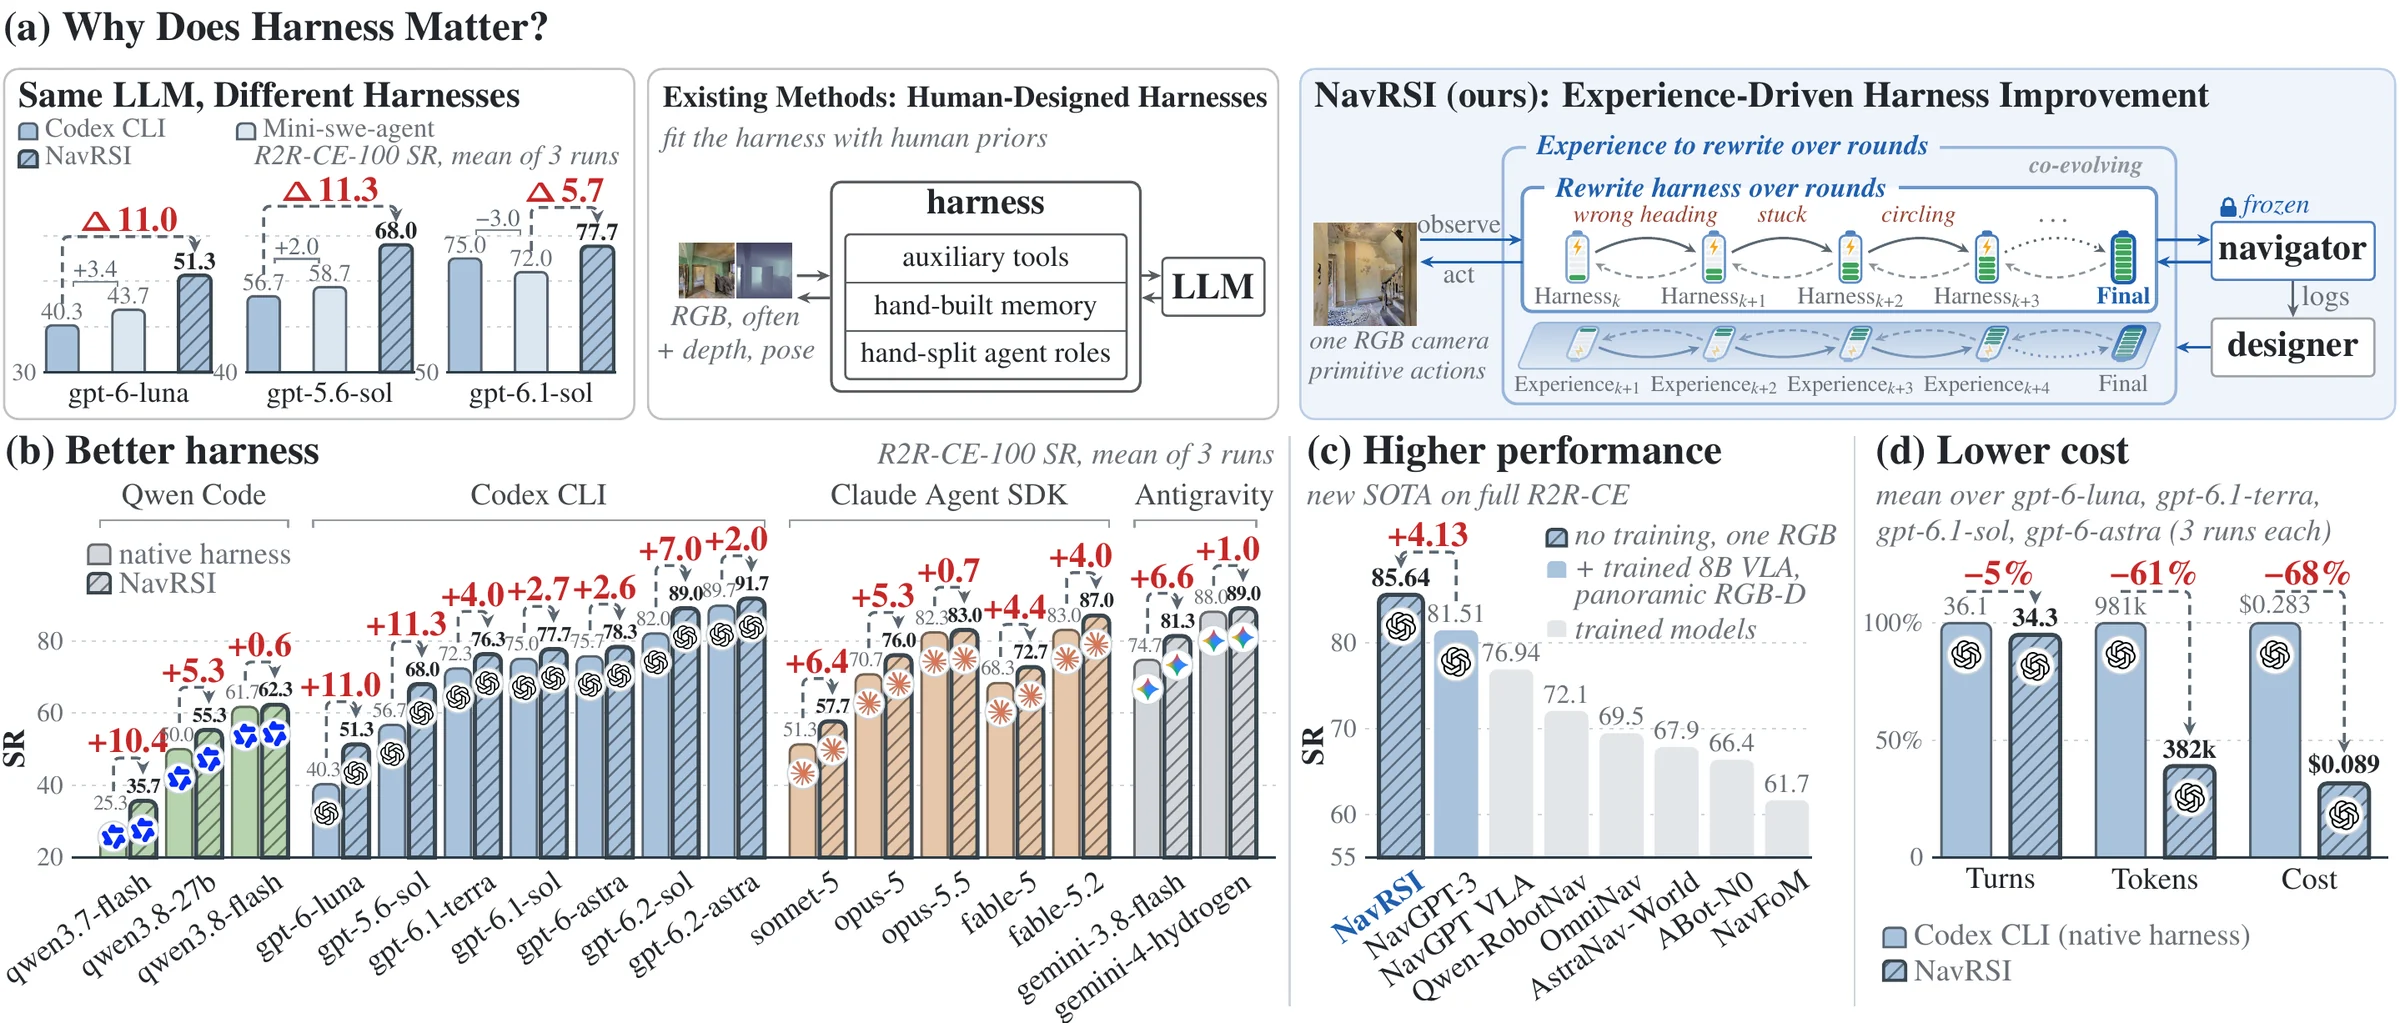 (a) Why Does Harness Matter?
Same LLM, Different Harnesses
Codex CLI
Mini-swe-agent
NavRSI
R2R-CE-100 SR, mean of 3 runs
Δ 11.0
Δ 11.3
Δ 5.7
+3.4
+2.0
−3.0
40.3
43.7
51.3
56.7
58.7
68.0
75.0
72.0
77.7
30
40
50
gpt-6-luna
gpt-5.6-sol
gpt-6.1-sol
Existing Methods: Human-Designed Harnesses
fit the harness with human priors
harness
auxiliary tools
hand-built memory
hand-split agent roles
LLM
RGB, often
+ depth, pose
NavRSI (ours): Experience-Driven Harness Improvement
Experience to rewrite over rounds
co-evolving
Rewrite harness over rounds
wrong heading
stuck
circling
...
observe
act
Harness k
Harness k+1
Harness k+2
Harness k+3
Final
frozen
navigator
logs
designer
one RGB camera
primitive actions
Experience k+1
Experience k+2
Experience k+3
Experience k+4
Final
(b) Better harness
R2R-CE-100 SR, mean of 3 runs
Qwen Code
Codex CLI
Claude Agent SDK
Antigravity
native harness
NavRSI
SR
80
60
40
20
+10.4
25.3
35.7
+5.3
50.0
55.3
+0.6
61.7
62.3
+11.0
40.3
51.3
+11.3
56.7
68.0
+4.0
72.3
76.3
+2.7
75.0
77.7
+2.6
75.7
78.3
+7.0
82.0
89.0
+2.0
89.7
91.7
+6.4
51.3
57.7
+5.3
70.7
76.0
+0.7
82.3
83.0
+4.4
68.3
72.7
+4.0
83.0
87.0
+6.6
74.7
81.3
+1.0
88.0
89.0
qwen3.7-flash
qwen3.8-27b
qwen3.8-flash
gpt-6-luna
gpt-5.6-sol
gpt-6.1-terra
gpt-6.1-sol
gpt-6-astra
gpt-6.2-sol
gpt-6.2-astra
sonnet-5
opus-5
opus-5.5
fable-5
fable-5.2
gemini-3.8-flash
gemini-4-hydrogen
(c) Higher performance
new SOTA on full R2R-CE
+4.13
no training, one RGB
+ trained 8B VLA,
panoramic RGB-D
trained models
SR
80
70
60
55
85.64
81.51
76.94
72.1
69.5
67.9
66.4
61.7
NavRSI
NavGPT-3
NavGPT VLA
Qwen-RobotNav
OmniNav
AstraNav-World
ABot-N0
NavFoM
(d) Lower cost
mean over gpt-6-luna, gpt-6.1-terra,
gpt-6.1-sol, gpt-6-astra (3 runs each)
−5%
−61%
−68%
36.1
34.3
981k
382k
$0.283
$0.089
100%
50%
0
Turns
Tokens
Cost
Codex CLI (native harness)
NavRSI